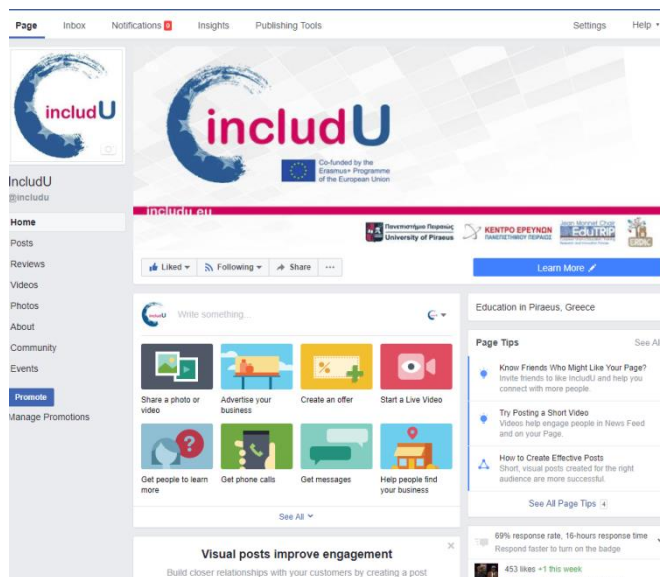 Page Inbox Notifications 8 Insights Publishing Tools Settings Help
includU
includU
Co-funded by the
Erasmus+ Programme
of the European Union
includu.eu
Πανεπιστήμιο Πειραιώς
University of Piraeus
ΚΕΝΤΡΟ ΕΡΕΥΝΩΝ
ΠΑΝΕΠΙΣΤΗΜΙΟΥ ΠΕΙΡΑΙΩΣ
Jean Monnet Chair
EduTRIP
IncludU
@includu
Home
Posts
Reviews
Videos
Photos
About
Community
Events
Promote
Manage Promotions
Liked Following Share ...
Learn More
includU
Write something...
Share a photo or
video
Advertise your
business
Create an offer
Start a Live Video
Get people to learn
more
Get phone calls
Get messages
Help people find
your business
See All
Visual posts improve engagement
Build closer relationships with your customers by creating a post
Education in Piraeus, Greece
Page Tips See All
Know Friends Who Might Like Your Page?
Invite friends to like IncludU and help you
connect with more people.
Try Posting a Short Video
Videos help engage people in News Feed
and on your Page.
How to Create Effective Posts
Short, visual posts created for the right
audience are more successful.
See All Page Tips 4
69% response rate, 16-hours response time
Respond faster to turn on the badge
453 likes +1 this week